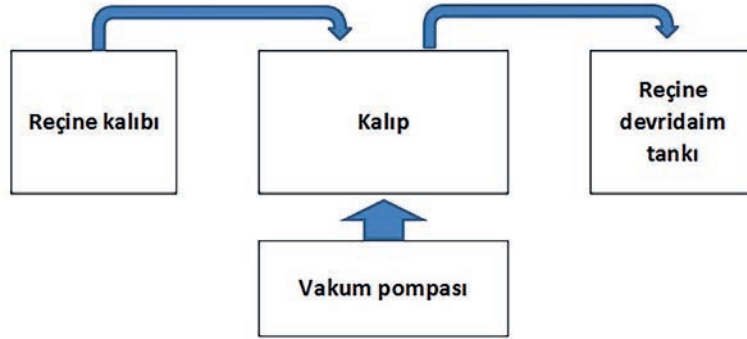 Reçine kalıbı
Kalıp
Reçine
devridaim
tankı
Vakum pompası